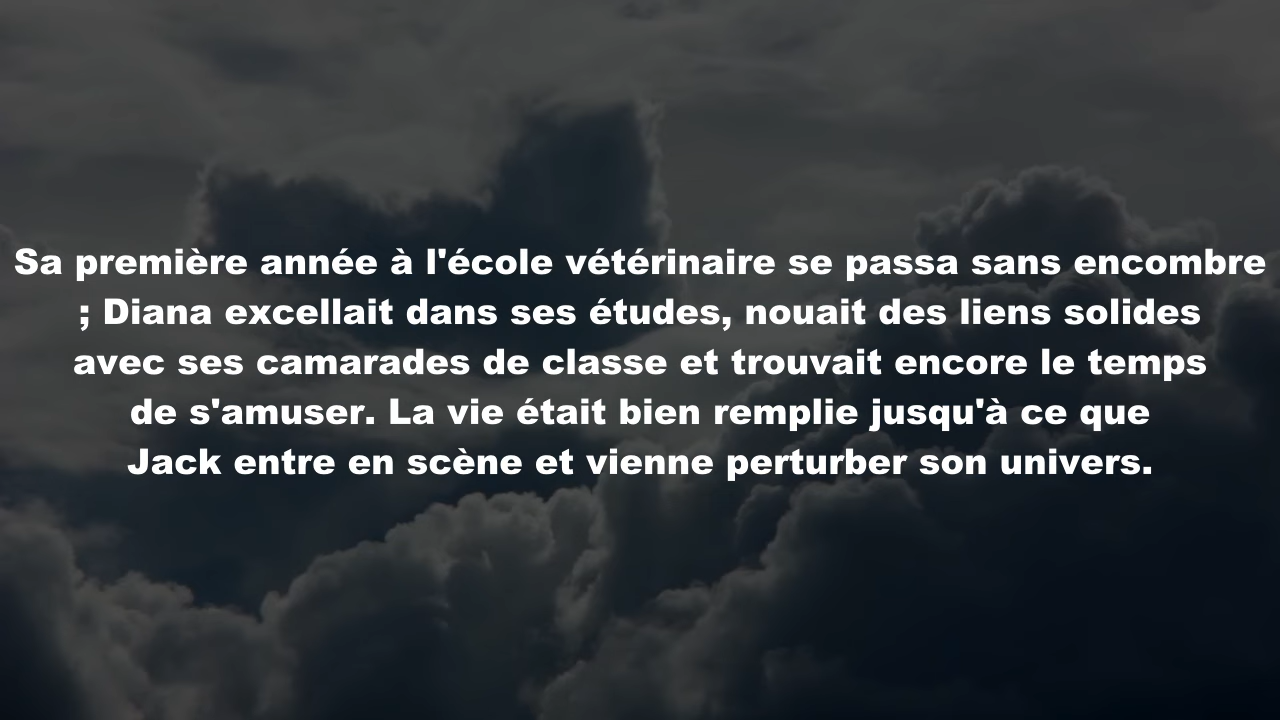 Sa première année à l'école vétérinaire se passa sans encombre
; Diana excellait dans ses études, nouait des liens solides
avec ses camarades de classe et trouvait encore le temps
de s'amuser. La vie était bien remplie jusqu'à ce que
Jack entre en scène et vienne perturber son univers.